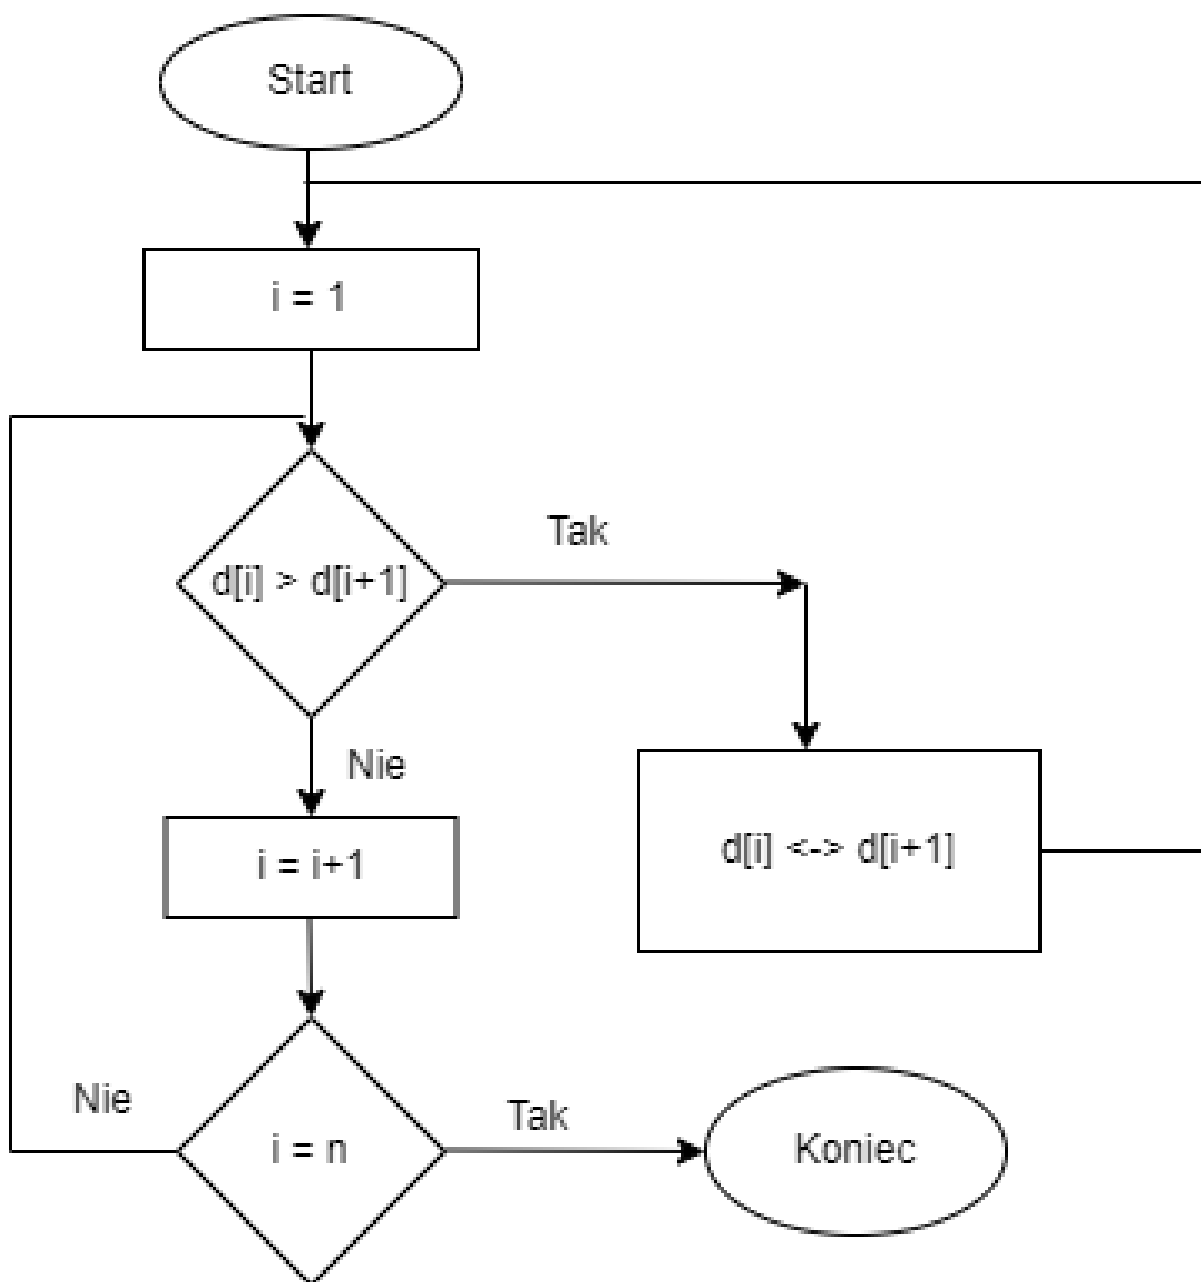 Start
i = 1
Tak
d[i] > d[i+1]
Nie
i = i+1
d[i] <-> d[i+1]
Nie
Tak
i = n
Koniec